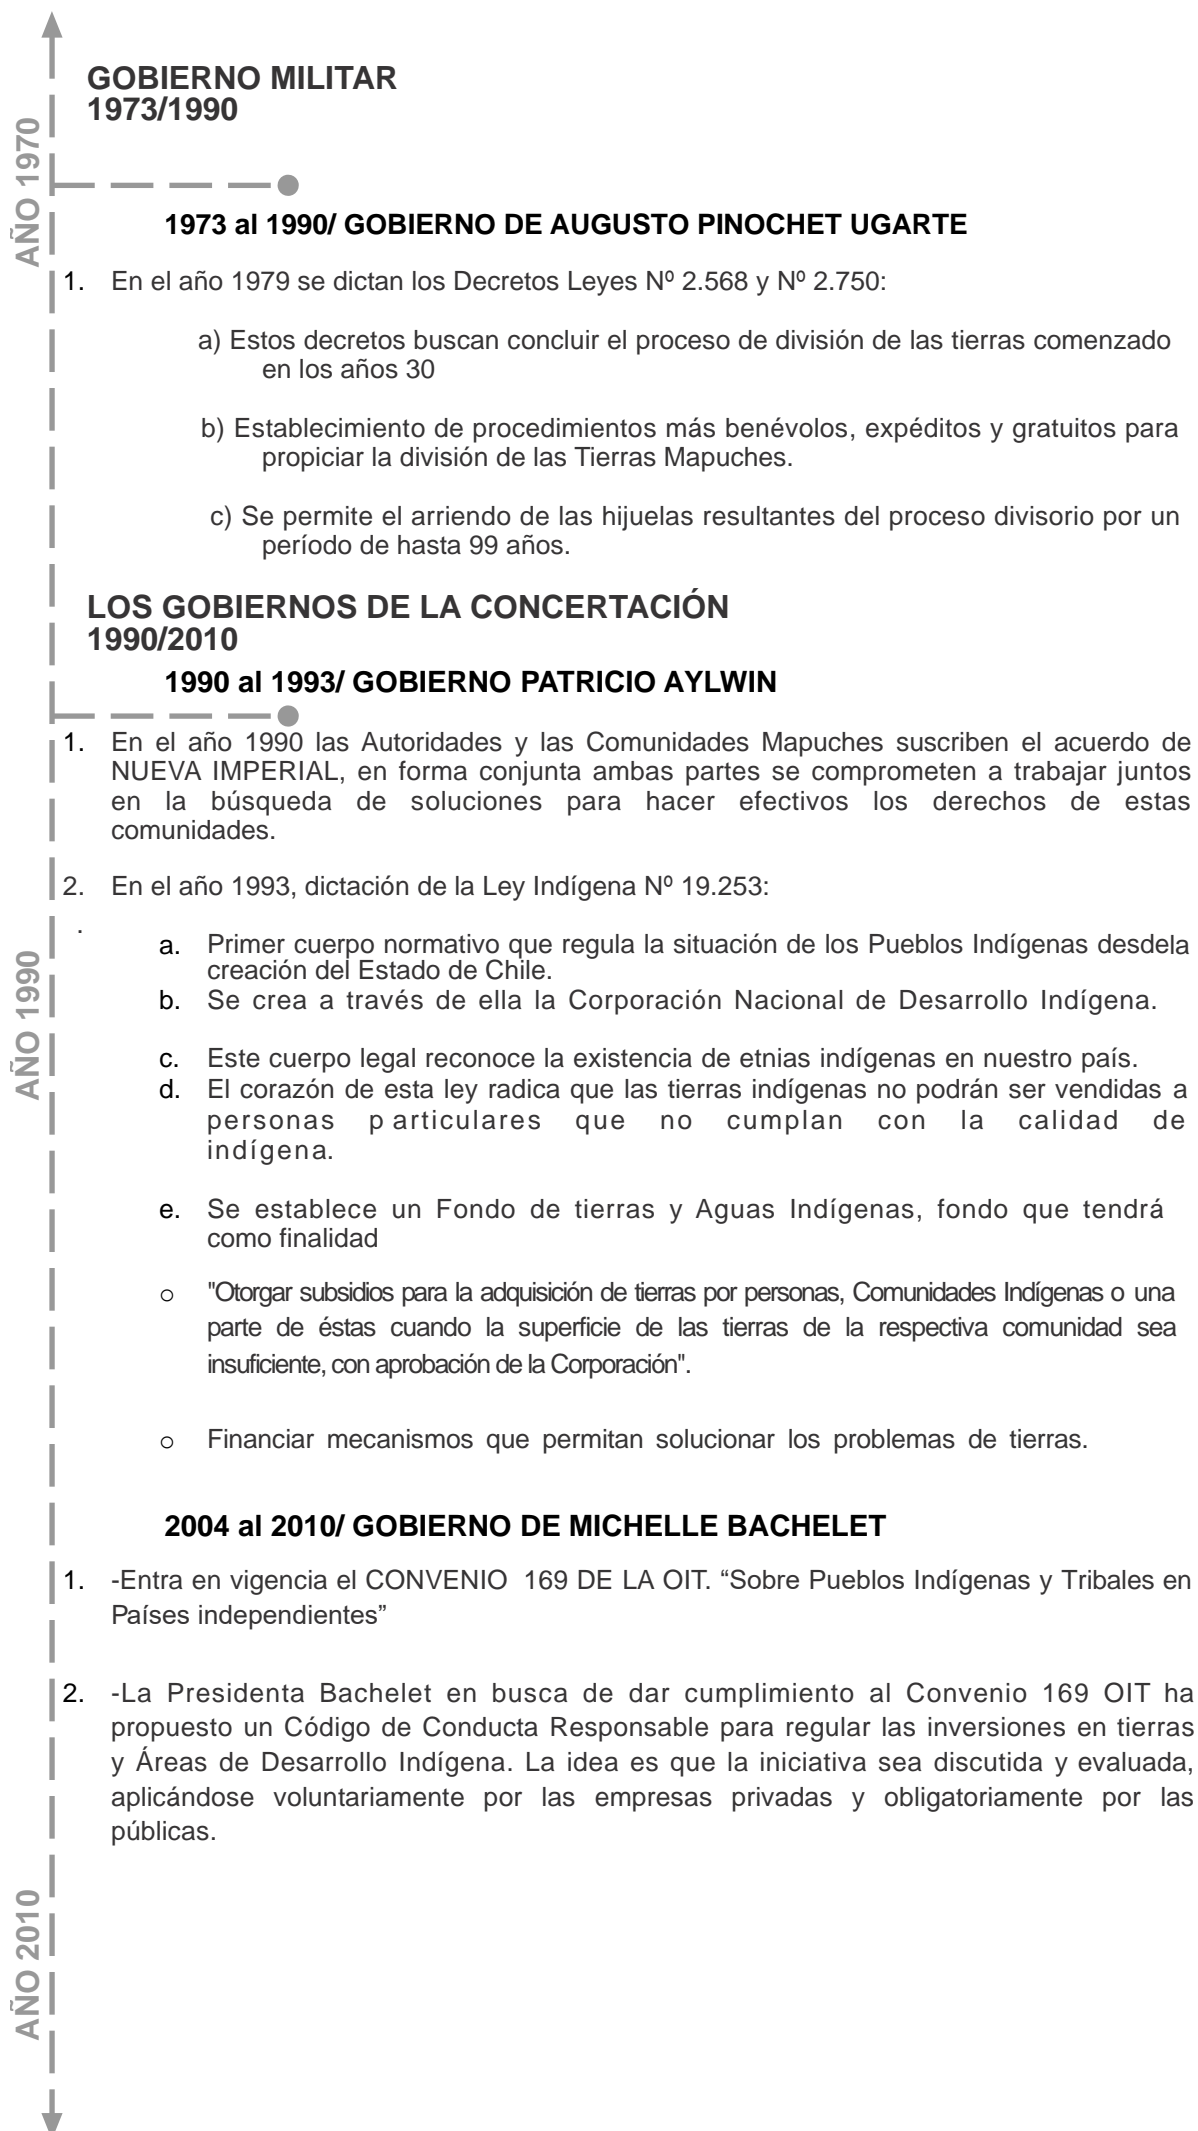 GOBIERNO MILITAR
1973/1990
AÑO 1970
1973 al 1990/ GOBIERNO DE AUGUSTO PINOCHET UGARTE
1. En el año 1979 se dictan los Decretos Leyes Nº 2.568 y Nº 2.750:
a) Estos decretos buscan concluir el proceso de división de las tierras comenzado
en los años 30
b) Establecimiento de procedimientos más benévolos, expéditos y gratuitos para
propiciar la división de las Tierras Mapuches.
c) Se permite el arriendo de las hijuelas resultantes del proceso divisorio por un
período de hasta 99 años.
LOS GOBIERNOS DE LA CONCERTACIÓN
1990/2010
1990 al 1993/ GOBIERNO PATRICIO AYLWIN
1. En el año 1990 las Autoridades y las Comunidades Mapuches suscriben el acuerdo de
NUEVA IMPERIAL, en forma conjunta ambas partes se comprometen a trabajar juntos
en la búsqueda de soluciones para hacer efectivos los derechos de estas
comunidades.
2. En el año 1993, dictación de la Ley Indígena Nº 19.253:
.
AÑO 1990
a. Primer cuerpo normativo que regula la situación de los Pueblos Indígenas desdela
creación del Estado de Chile.
b. Se crea a través de ella la Corporación Nacional de Desarrollo Indígena.
c. Este cuerpo legal reconoce la existencia de etnias indígenas en nuestro país.
d. El corazón de esta ley radica que las tierras indígenas no podrán ser vendidas a
personas p articulares que no cumplan con la calidad de
indígena.
e. Se establece un Fondo de tierras y Aguas Indígenas, fondo que tendrá
como finalidad
o "Otorgar subsidios para la adquisición de tierras por personas, Comunidades Indígenas o una
parte de éstas cuando la superficie de las tierras de la respectiva comunidad sea
insuficiente, con aprobación de la Corporación".
o Financiar mecanismos que permitan solucionar los problemas de tierras.
2004 al 2010/ GOBIERNO DE MICHELLE BACHELET
1. -Entra en vigencia el CONVENIO 169 DE LA OIT. “Sobre Pueblos Indígenas y Tribales en
Países independientes”
2. -La Presidenta Bachelet en busca de dar cumplimiento al Convenio 169 OIT ha
propuesto un Código de Conducta Responsable para regular las inversiones en tierras
y Áreas de Desarrollo Indígena. La idea es que la iniciativa sea discutida y evaluada,
aplicándose voluntariamente por las empresas privadas y obligatoriamente por las
públicas.
AÑO 2010